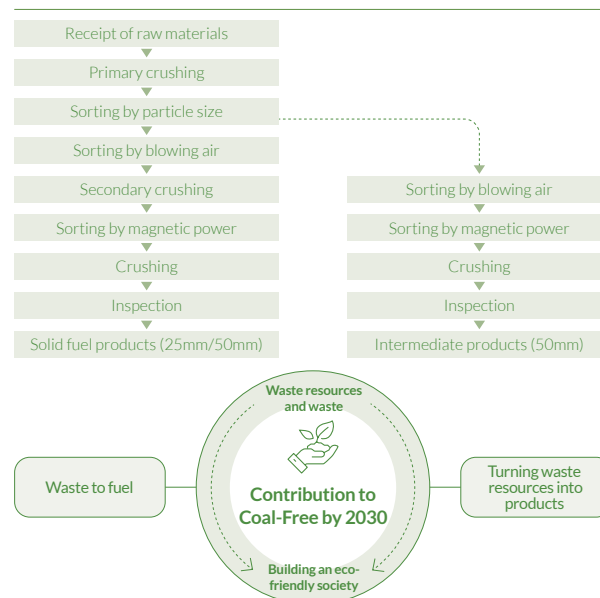 Receipt of raw materials
Primary crushing
Sorting by particle size
Sorting by blowing air
Secondary crushing
Sorting by magnetic power
Crushing
Inspection
Solid fuel products (25mm/50mm)
Sorting by blowing air
Sorting by magnetic power
Crushing
Inspection
Intermediate products (50mm)
Waste resources
and waste
Waste to fuel
Contribution to
Coal-Free by 2030
Turning waste
resources into
products
Building an eco-
friendly society